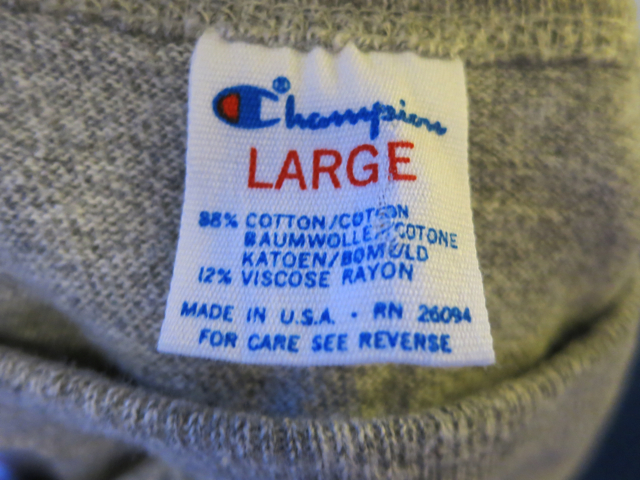 Champion®
LARGE
88% COTTON/COTON
BAUMWOLLE/COTONE
KATOEN/BOMULD
12% VISCOSE RAYON
MADE IN U.S.A. • RN 26094
FOR CARE SEE REVERSE